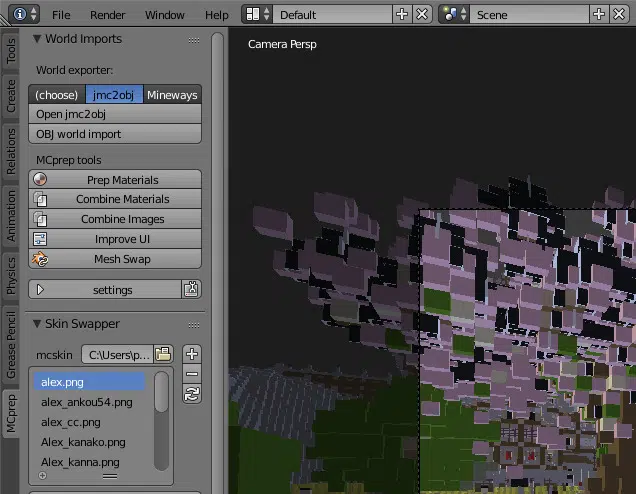 File Render Window Help Default Scene
Tools
Create
Relations
Animation
Physics
Grease Pencil
MCprep
World Imports
World exporter:
(choose) jmc2obj Mineways
Open jmc2obj
OBJ world import
MCprep tools
Prep Materials
Combine Materials
Combine Images
Improve UI
Mesh Swap
settings
Skin Swapper
mcskin C:\Users\p...
alex.png
alex_ankou54.png
alex_cc.png
Alex_kanako.png
Alex_kanna.png
Camera Persp